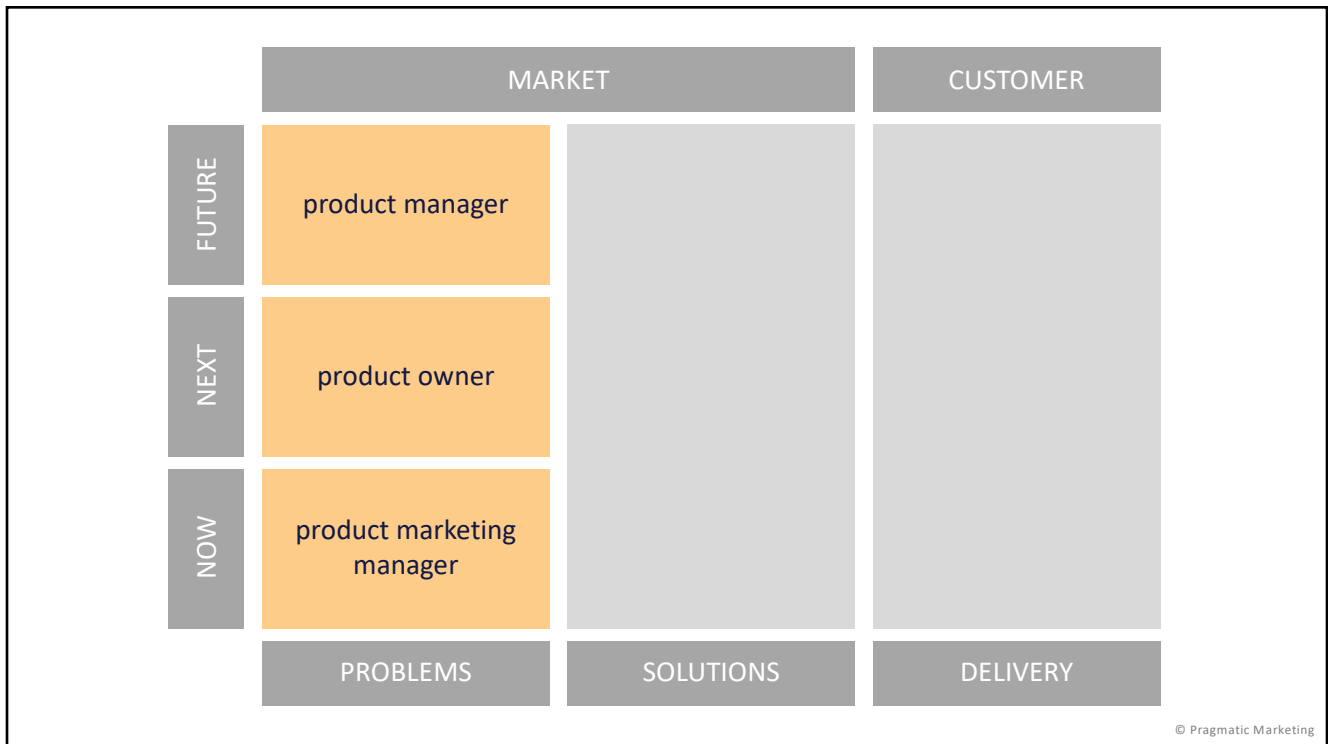 MARKET
CUSTOMER
FUTURE
product manager
NEXT
product owner
NOW
product marketing
manager
PROBLEMS
SOLUTIONS
DELIVERY
© Pragmatic Marketing